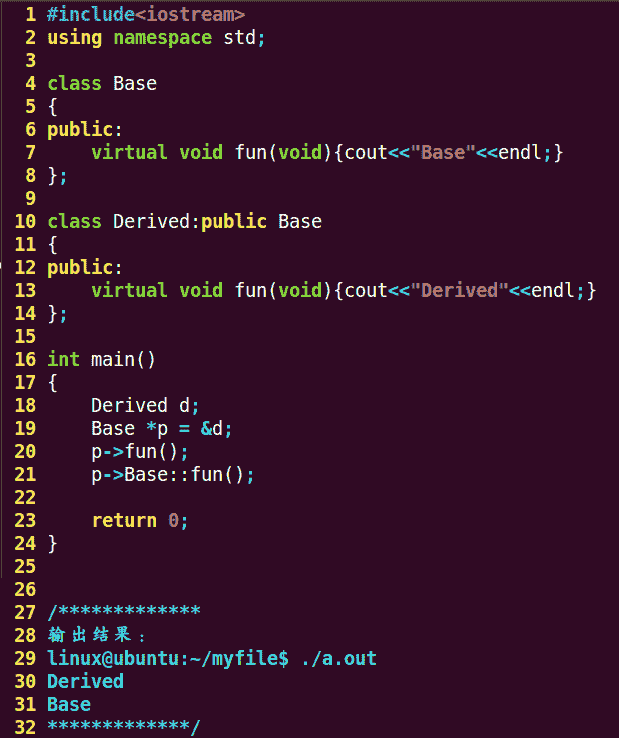 1 #include<iostream>
2 using namespace std;
3
4 class Base
5 {
6 public:
7     virtual void fun(void){cout<<"Base"<<endl;}
8 };
9
10 class Derived:public Base
11 {
12 public:
13     virtual void fun(void){cout<<"Derived"<<endl;}
14 };
15
16 int main()
17 {
18     Derived d;
19     Base *p = &d;
20     p->fun();
21     p->Base::fun();
22
23     return 0;
24 }
25
26
27 /*************
28 输出结果：
29 linux@ubuntu:~/myfile$ ./a.out
30 Derived
31 Base
32 *************/